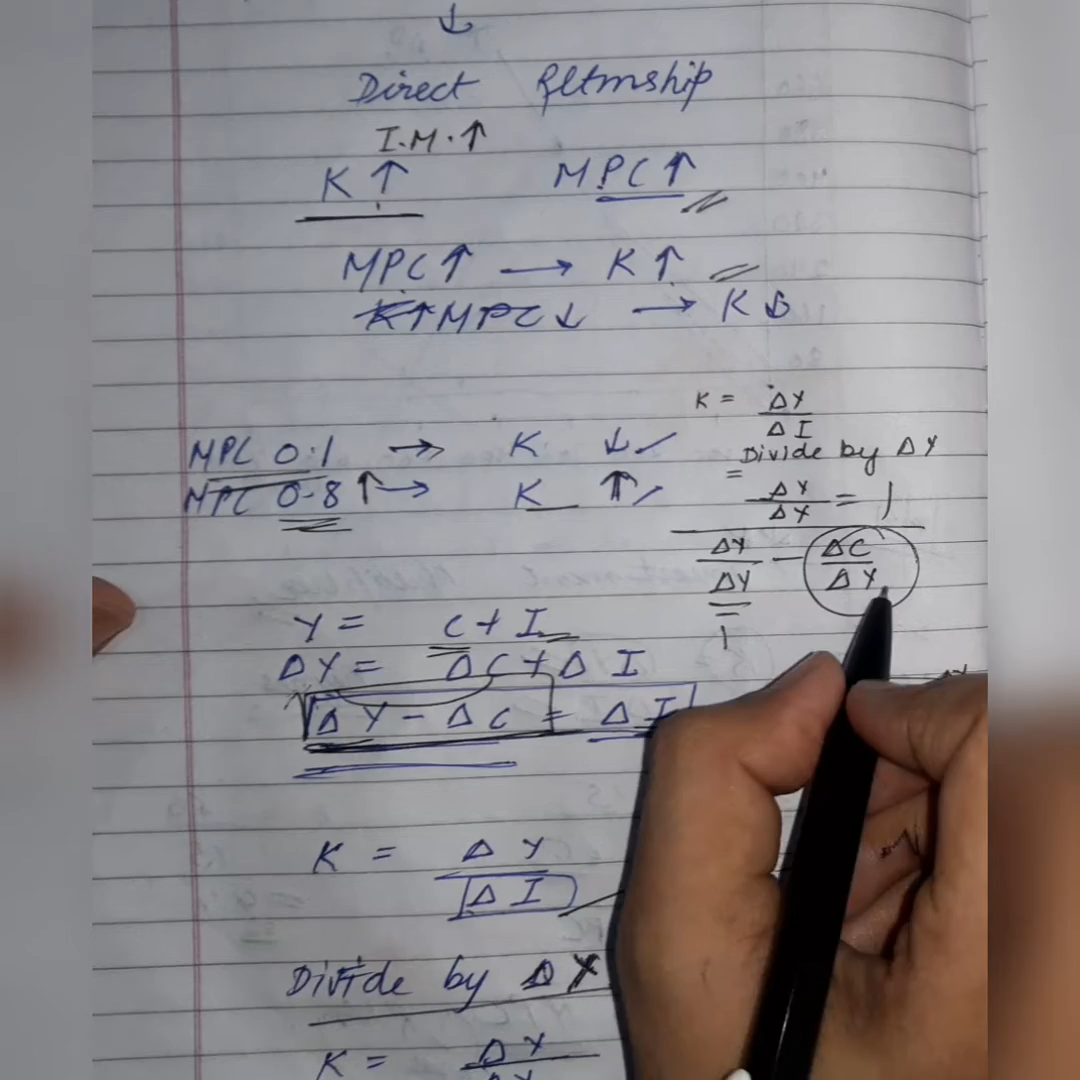 ↓
Direct Rltmship
I.M. ↑
K ↑ MPC ↑
MPC ↑ → K ↑
K↑ MPC ↓ → K ↓
K = ΔY
ΔI
MPC 0.1 → K ↓ ✓
= Divide by ΔY
MPC 0.8 ↑ → K ↑
ΔY/ΔY = 1
ΔY/ΔY − ΔC/ΔY
1
Y = C + I
ΔY = ΔC + ΔI
ΔY − ΔC = ΔI
K = ΔY
ΔI
Divide by ΔY
K = ΔY